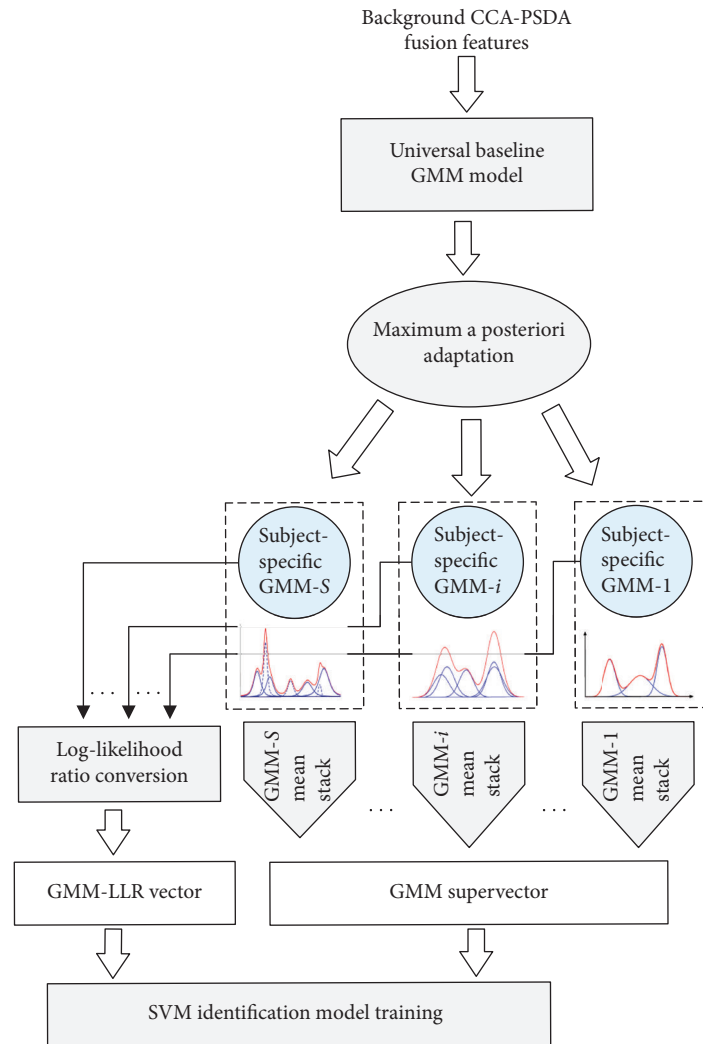 Background CCA-PSDA
fusion features
Universal baseline
GMM model
Maximum a posteriori
adaptation
Subject-
specific
GMM-S
Subject-
specific
GMM-i
Subject-
specific
GMM-1
. . .
. . .
Log-likelihood
ratio conversion
GMM-S
mean
stack
. . .
GMM-i
mean
stack
. . .
GMM-1
mean
stack
GMM-LLR vector
GMM supervector
SVM identification model training